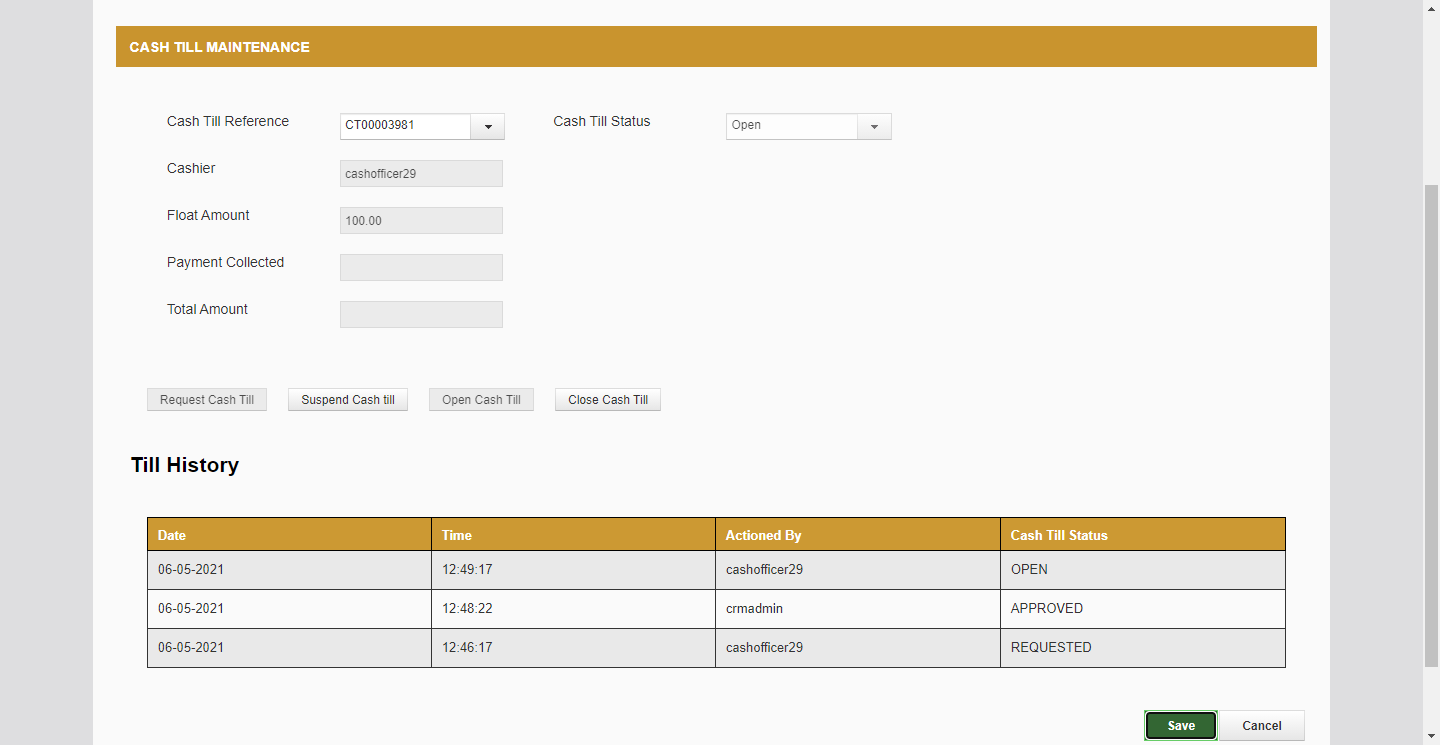 CASH TILL MAINTENANCE
Cash Till Reference CT00003981 Cash Till Status Open
Cashier cashofficer29
Float Amount 100.00
Payment Collected
Total Amount
Request Cash Till Suspend Cash till Open Cash Till Close Cash Till
Till History
Date Time Actioned By Cash Till Status
06-05-2021 12:49:17 cashofficer29 OPEN
06-05-2021 12:48:22 crmadmin APPROVED
06-05-2021 12:46:17 cashofficer29 REQUESTED
Save Cancel